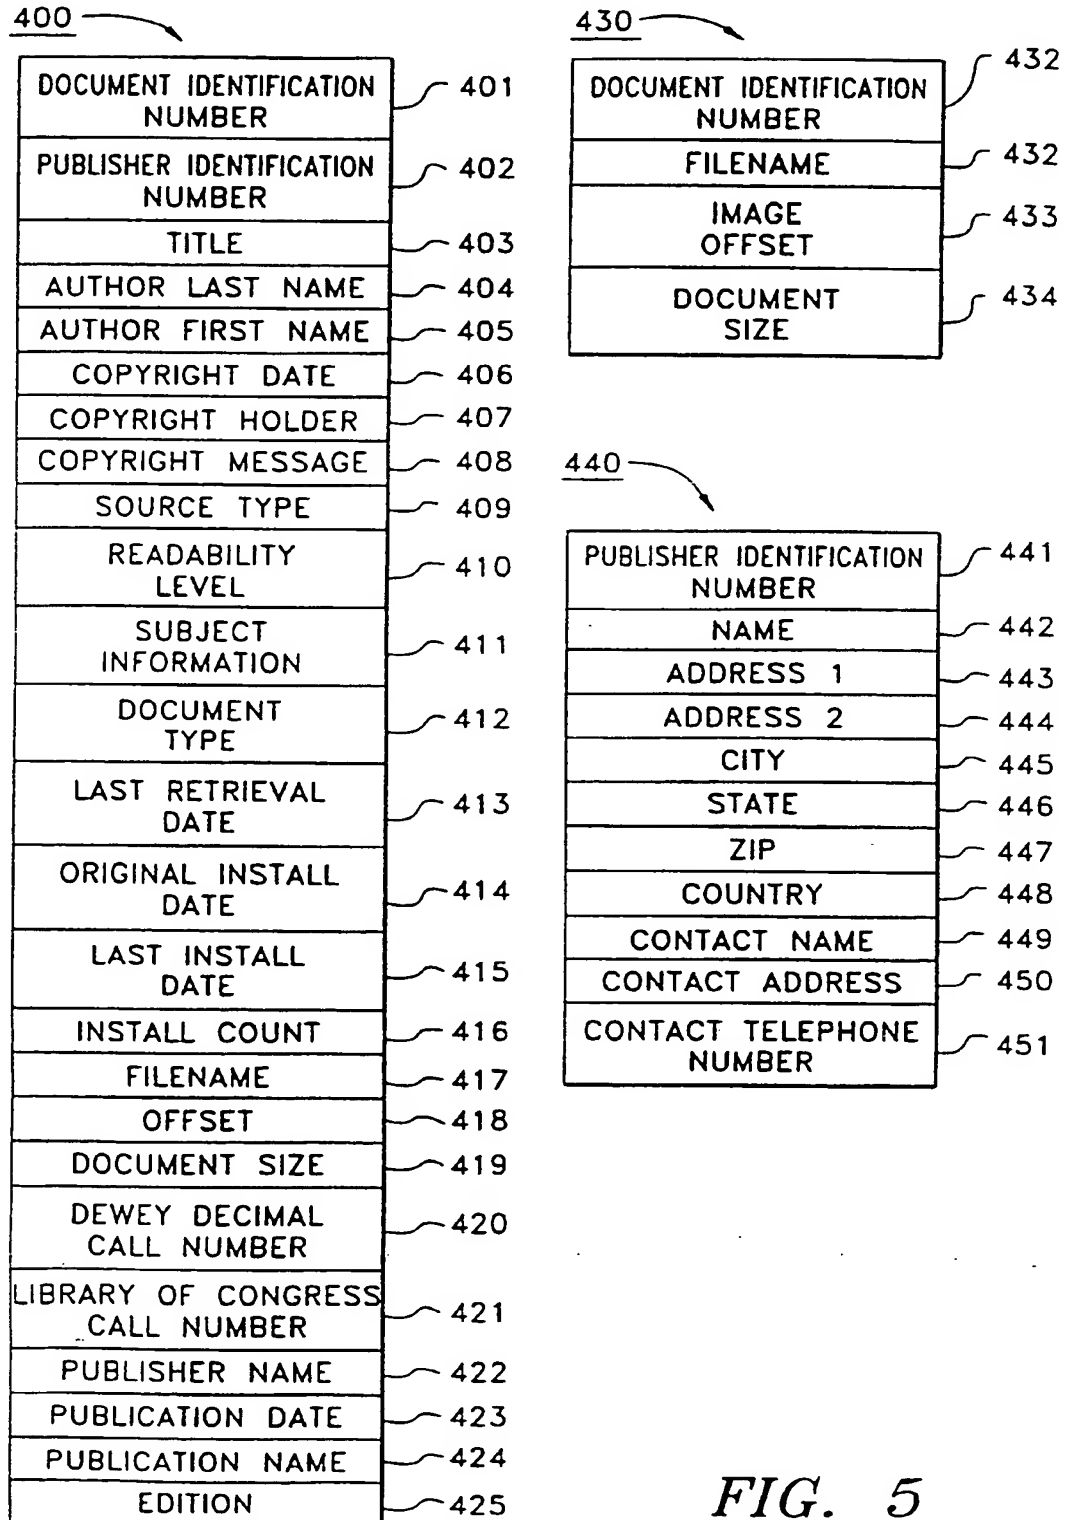 400
DOCUMENT IDENTIFICATION
NUMBER
401
PUBLISHER IDENTIFICATION
NUMBER
402
TITLE
403
AUTHOR LAST NAME
404
AUTHOR FIRST NAME
405
COPYRIGHT DATE
406
COPYRIGHT HOLDER
407
COPYRIGHT MESSAGE
408
SOURCE TYPE
409
READABILITY
LEVEL
410
SUBJECT
INFORMATION
411
DOCUMENT
TYPE
412
LAST RETRIEVAL
DATE
413
ORIGINAL INSTALL
DATE
414
LAST INSTALL
DATE
415
INSTALL COUNT
416
FILENAME
417
OFFSET
418
DOCUMENT SIZE
419
DEWEY DECIMAL
CALL NUMBER
420
LIBRARY OF CONGRESS
CALL NUMBER
421
PUBLISHER NAME
422
PUBLICATION DATE
423
PUBLICATION NAME
424
EDITION
425
430
DOCUMENT IDENTIFICATION
NUMBER
432
FILENAME
432
IMAGE
OFFSET
433
DOCUMENT
SIZE
434
440
PUBLISHER IDENTIFICATION
NUMBER
441
NAME
442
ADDRESS 1
443
ADDRESS 2
444
CITY
445
STATE
446
ZIP
447
COUNTRY
448
CONTACT NAME
449
CONTACT ADDRESS
450
CONTACT TELEPHONE
NUMBER
451
FIG. 5